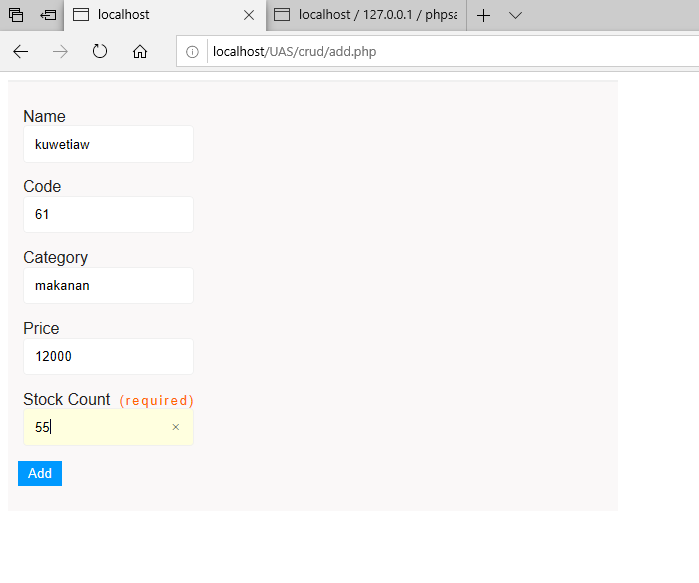 localhost
localhost / 127.0.0.1 / phpsa
localhost/UAS/crud/add.php
Name
kuwetiaw
Code
61
Category
makanan
Price
12000
Stock Count (required)
55
Add